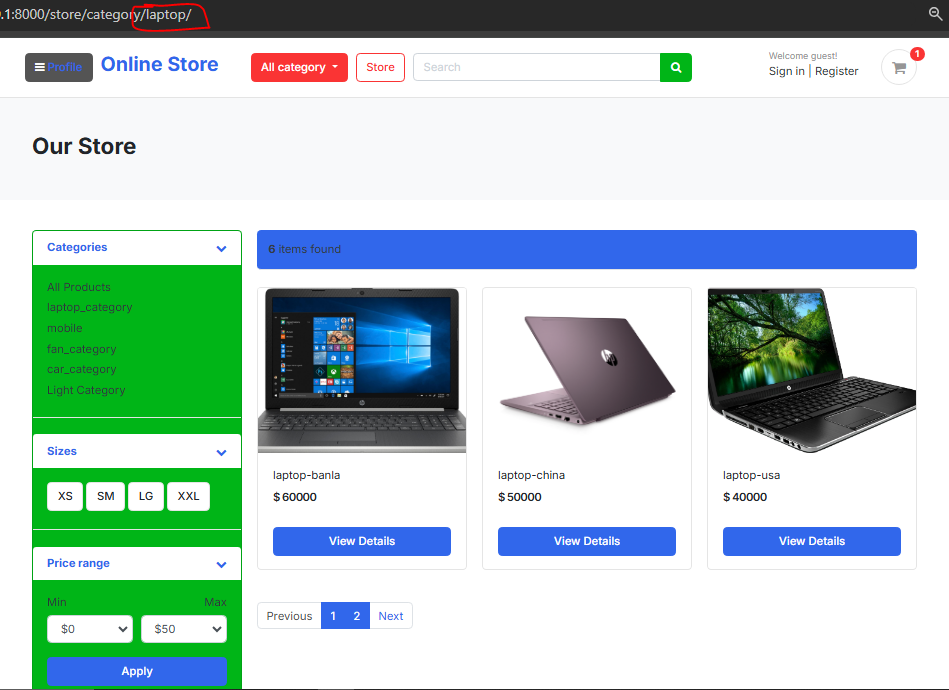 .1:8000/store/category/laptop/
Profile Online Store All category Store Search Welcome guest! Sign in | Register 1
Our Store
Categories
All Products
laptop_category
mobile
fan_category
car_category
Light Category
Sizes
XS SM LG XXL
Price range
Min Max
$0 $50
Apply
6 items found
laptop-banla
$ 60000
View Details
laptop-china
$ 50000
View Details
laptop-usa
$ 40000
View Details
Previous 1 2 Next